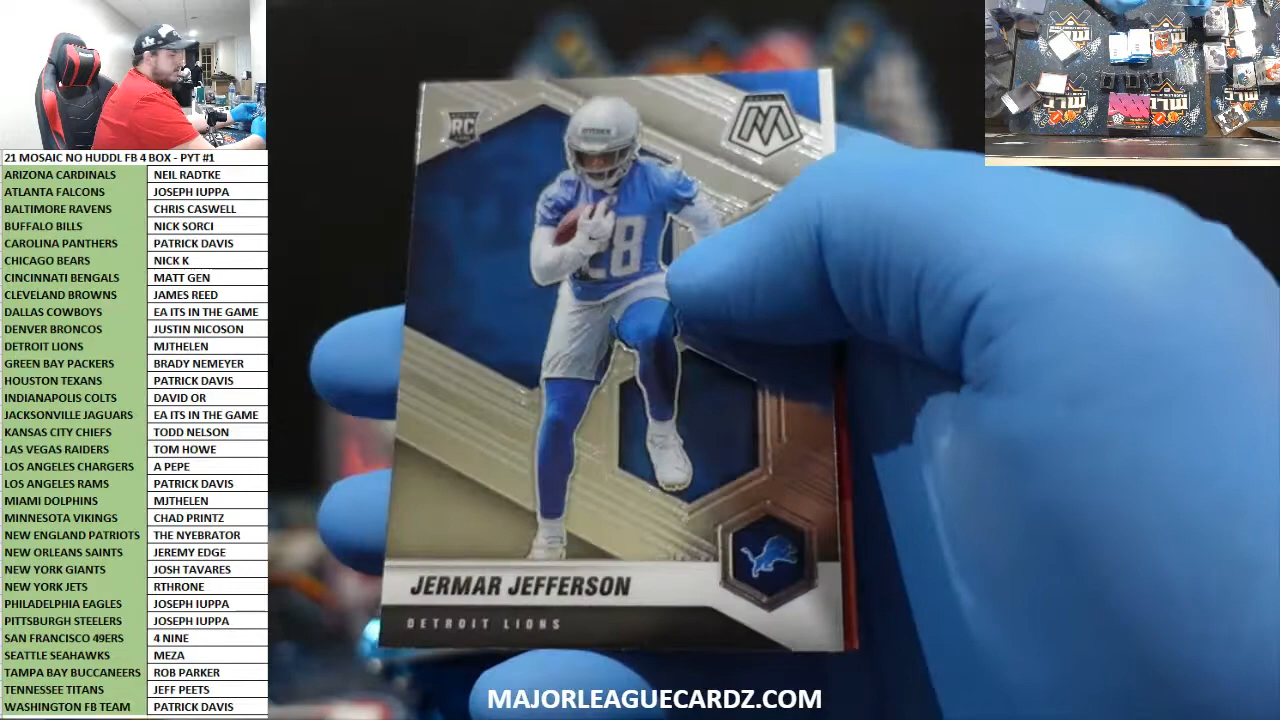 21 MOSAIC NO HUDDL FB 4 BOX - PYT #1
ARIZONA CARDINALS NEIL RADTKE
ATLANTA FALCONS JOSEPH IUPPA
BALTIMORE RAVENS CHRIS CASWELL
BUFFALO BILLS NICK SORCI
CAROLINA PANTHERS PATRICK DAVIS
CHICAGO BEARS NICK K
CINCINNATI BENGALS MATT GEN
CLEVELAND BROWNS JAMES REED
DALLAS COWBOYS EA ITS IN THE GAME
DENVER BRONCOS JUSTIN NICOSON
DETROIT LIONS MJTHELEN
GREEN BAY PACKERS BRADY NEMEYER
HOUSTON TEXANS PATRICK DAVIS
INDIANAPOLIS COLTS DAVID OR
JACKSONVILLE JAGUARS EA ITS IN THE GAME
KANSAS CITY CHIEFS TODD NELSON
LAS VEGAS RAIDERS TOM HOWE
LOS ANGELES CHARGERS A PEPE
LOS ANGELES RAMS PATRICK DAVIS
MIAMI DOLPHINS MJTHELEN
MINNESOTA VIKINGS CHAD PRINTZ
NEW ENGLAND PATRIOTS THE NYEBRATOR
NEW ORLEANS SAINTS JEREMY EDGE
NEW YORK GIANTS JOSH TAVARES
NEW YORK JETS RTHRONE
PHILADELPHIA EAGLES JOSEPH IUPPA
PITTSBURGH STEELERS JOSEPH IUPPA
SAN FRANCISCO 49ERS 4 NINE
SEATTLE SEAHAWKS MEZA
TAMPA BAY BUCCANEERS ROB PARKER
TENNESSEE TITANS JEFF PEETS
WASHINGTON FB TEAM PATRICK DAVIS
RC
M
28
JERMAR JEFFERSON
DETROIT LIONS
MAJORLEAGUECARDZ.COM